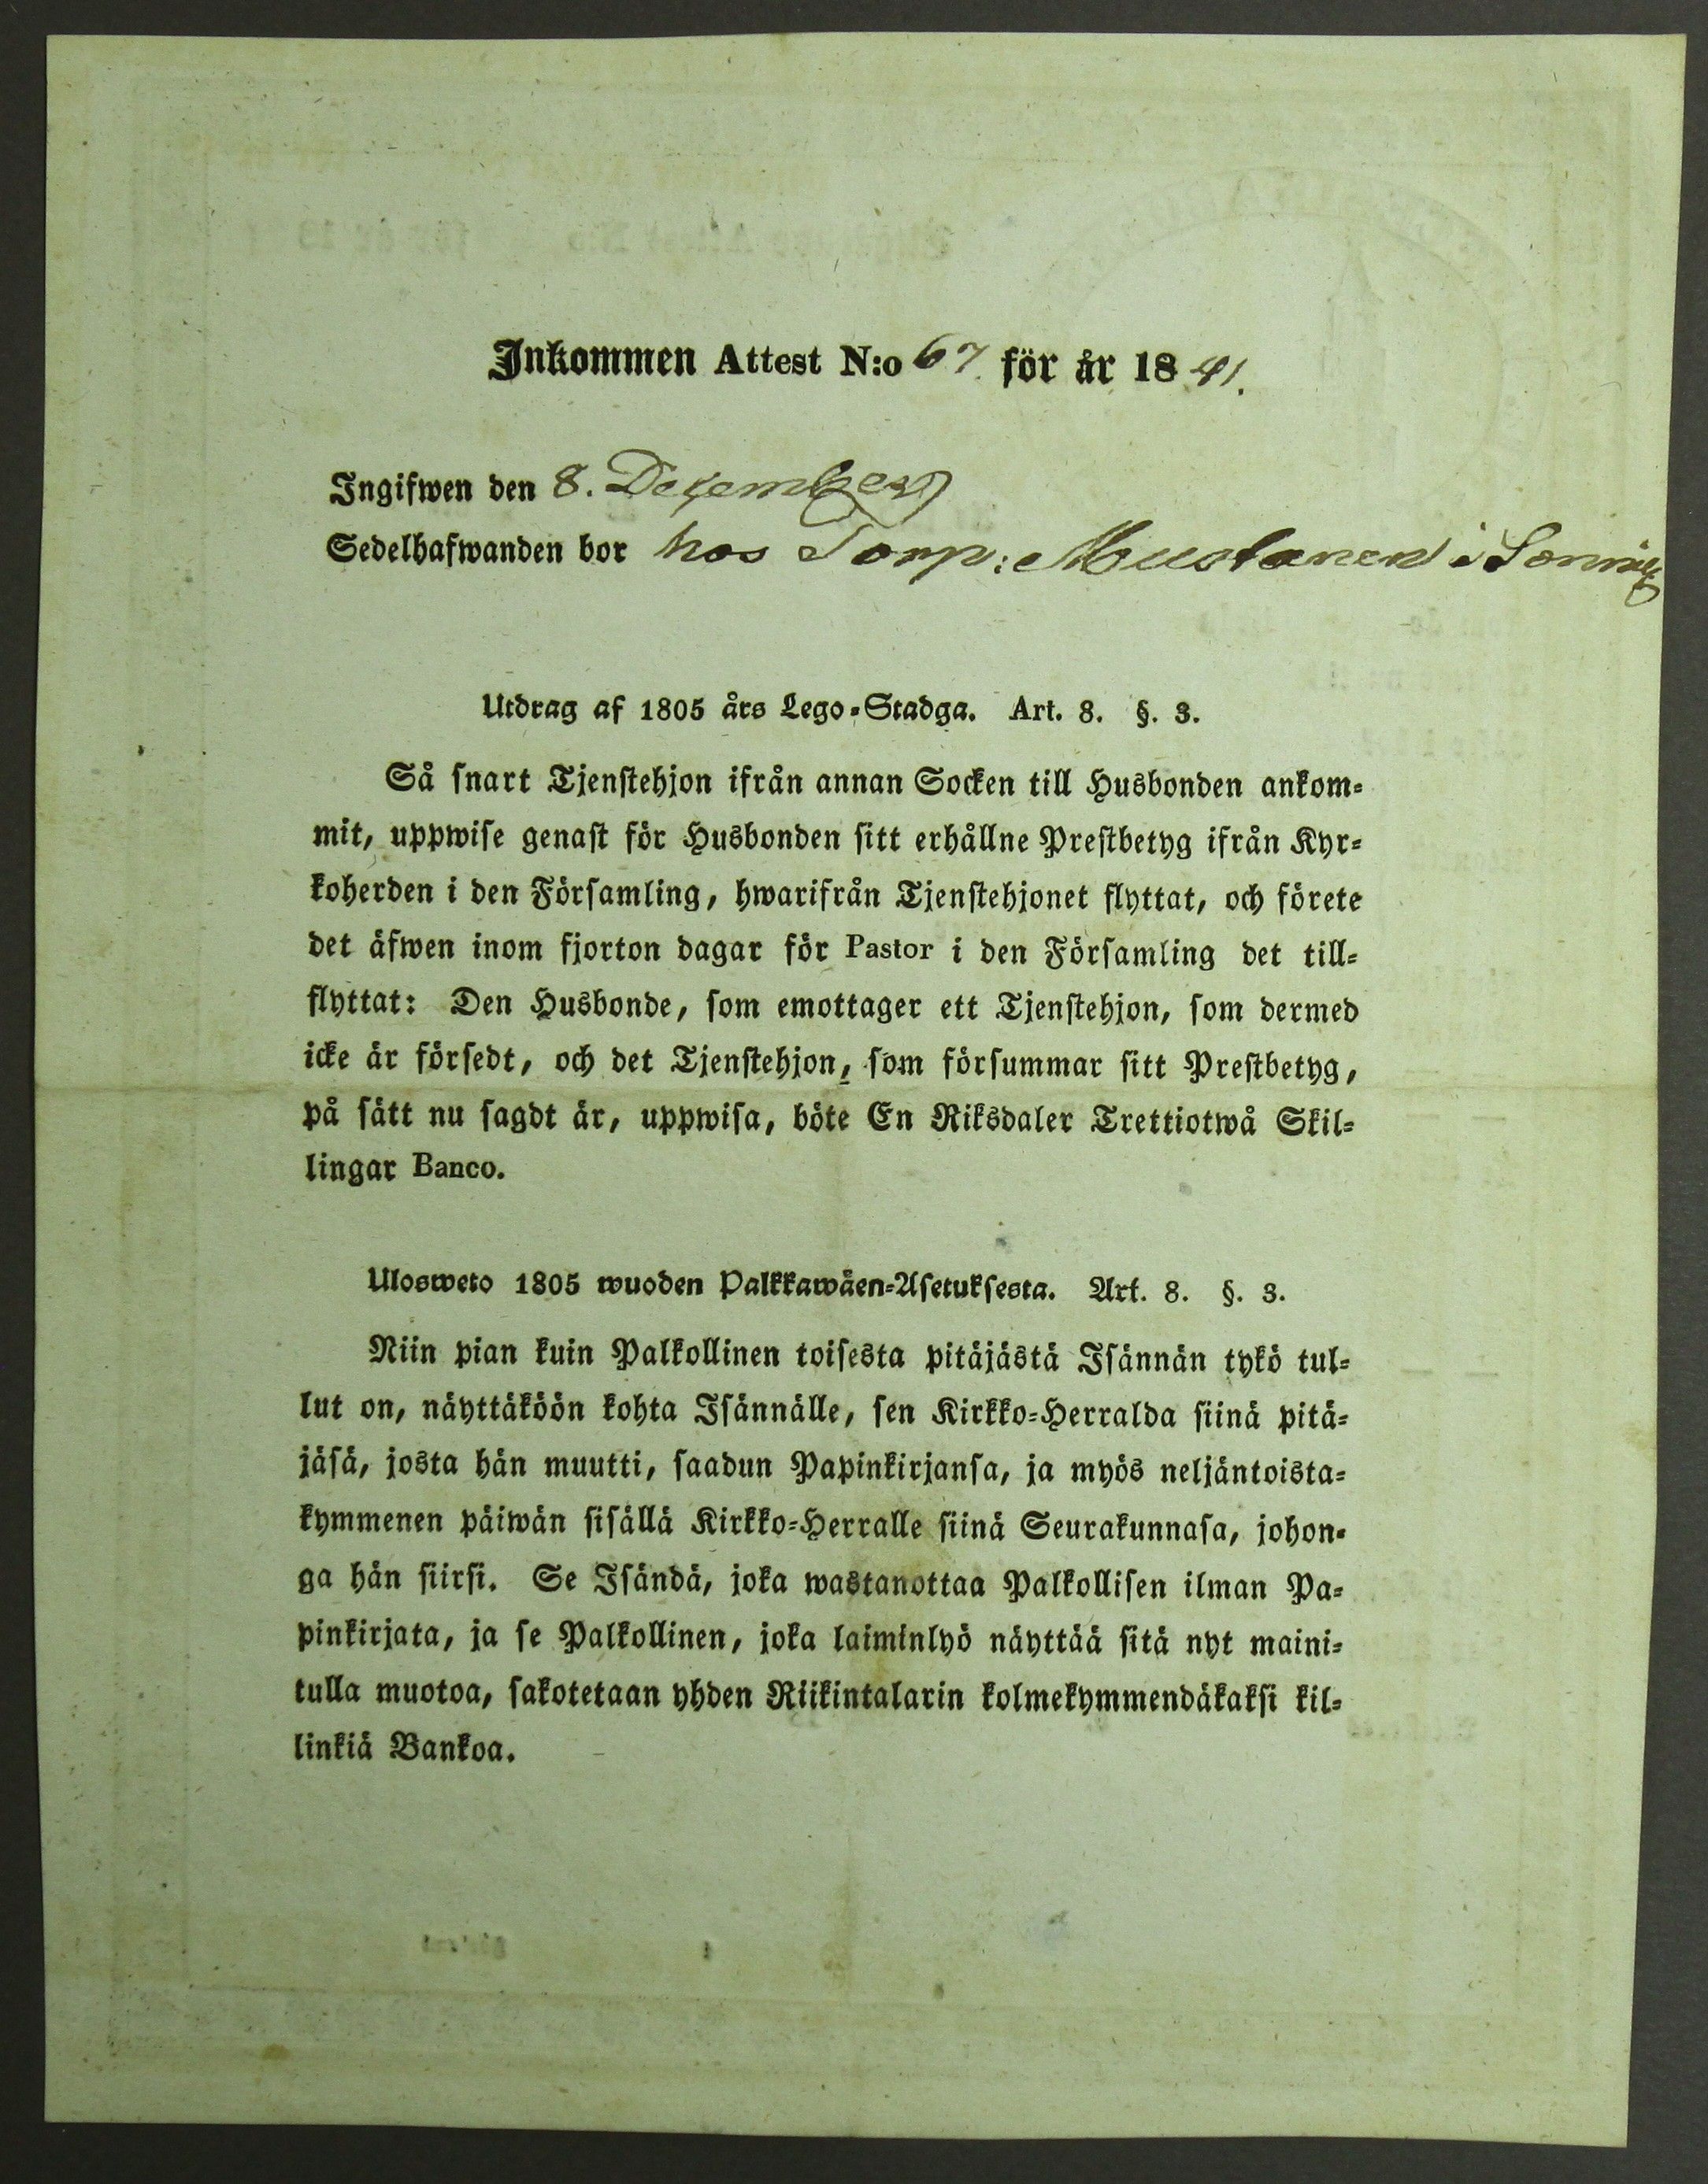 Inkommen Attest N:o 67 för år 1841.
Ingifwen den 8. December
Sedelhafwanden bor hos Torp: Mustanen i
Utdrag af 1805 års Lego-Stadga. Art. 8. §. 3.
Så snart Tjenstehjon ifrån annan Socken till Husbonden ankom-
mit, uppwise genast för Husbonden sitt erhållne Prestbetyg ifrån Kyr-
koherden i den Församling, hwarifrån Tjenstehjonet flyttat, och förete
det äfwen inom fjorton dagar för Pastor i den Församling det till-
flyttat: Den Husbonde, som emottager ett Tjenstehjon, som dermed
icke är försedt, och det Tjenstehjon, som försummar sitt Prestbetyg,
på sätt nu sagdt är, uppwisa, böte En Riksdaler Trettiotwå Skil-
lingar Banco.
Ulosweto 1805 wuoden Palkkawäen-Asetuksesta. Art. 8. §. 3.
Niin pian kuin Palkollinen toisesta pitäjästä Isännän tykö tul-
lut on, näyttäköön kohta Isännälle, sen Kirkko-Herralda siinä pitä-
jäsä, josta hän muutti, saadun Papinkirjansa, ja myös neljäntoista-
kymmenen päiwän sisällä Kirkko-Herralle siinä Seurakunnasa, johon-
ga hän siirsi. Se Isändä, joka wastanottaa Palkollisen ilman Pa-
pinkirjata, ja se Palkollinen, joka laiminlyö näyttää sitä nyt maini-
tulla muotoa, sakotetaan yhden Riikintalarin kolmekymmendäkaksi kil-
linkiä Bankoa.